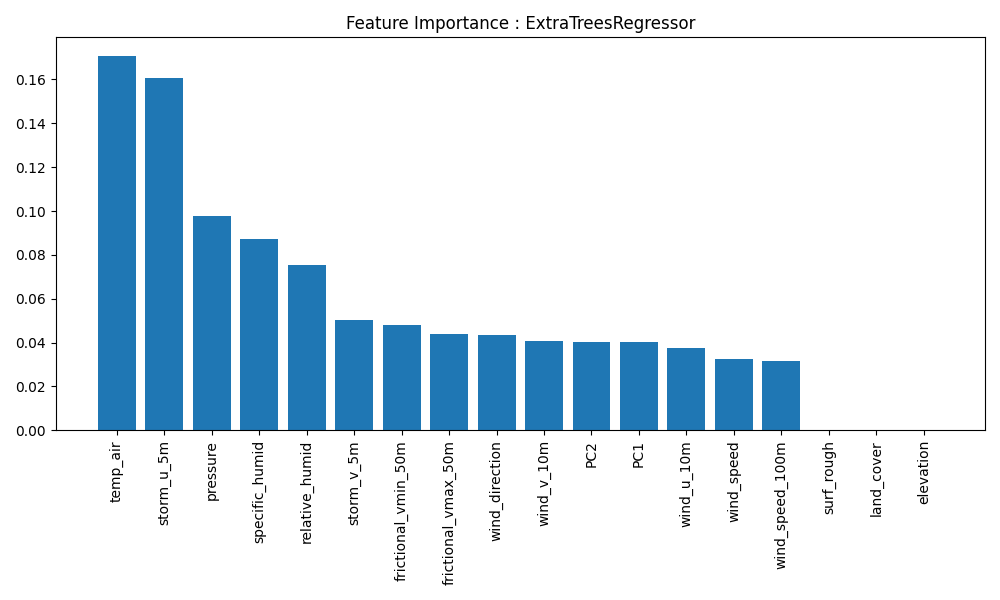 Feature Importance : ExtraTreesRegressor
0.16
0.14
0.12
0.10
0.08
0.06
0.04
0.02
0.00
temp_air
storm_u_5m
pressure
specific_humid
relative_humid
storm_v_5m
frictional_vmin_50m
frictional_vmax_50m
wind_direction
wind_v_10m
PC2
PC1
wind_u_10m
wind_speed
wind_speed_100m
surf_rough
land_cover
elevation